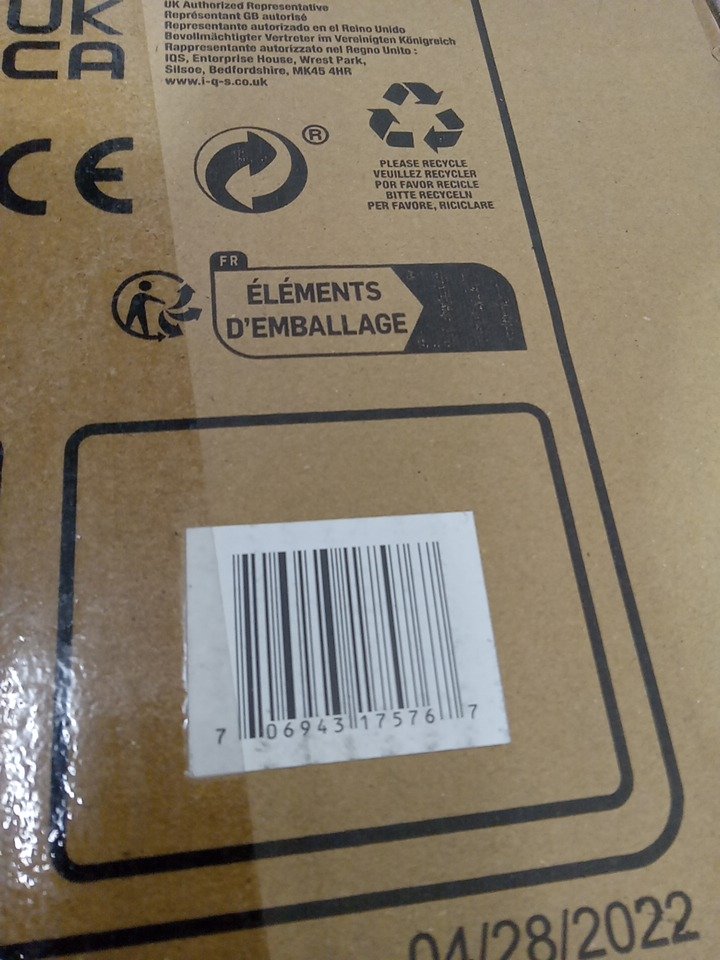 UK
CA
UK Authorized Representative
Représentant GB autorisé
Representante autorizado en el Reino Unido
Bevollmächtigter Vertreter im Vereinigten Königreich
Rappresentante autorizzato nel Regno Unito :
IQS, Enterprise House, Wrest Park,
Silsoe, Bedfordshire, MK45 4HR
www.i-q-s.co.uk
CE
®
PLEASE RECYCLE
VEUILLEZ RECYCLER
POR FAVOR RECICLE
BITTE RECYCELN
PER FAVORE, RICICLARE
FR
ÉLÉMENTS
D'EMBALLAGE
7 06943 17576 7
04/28/2022